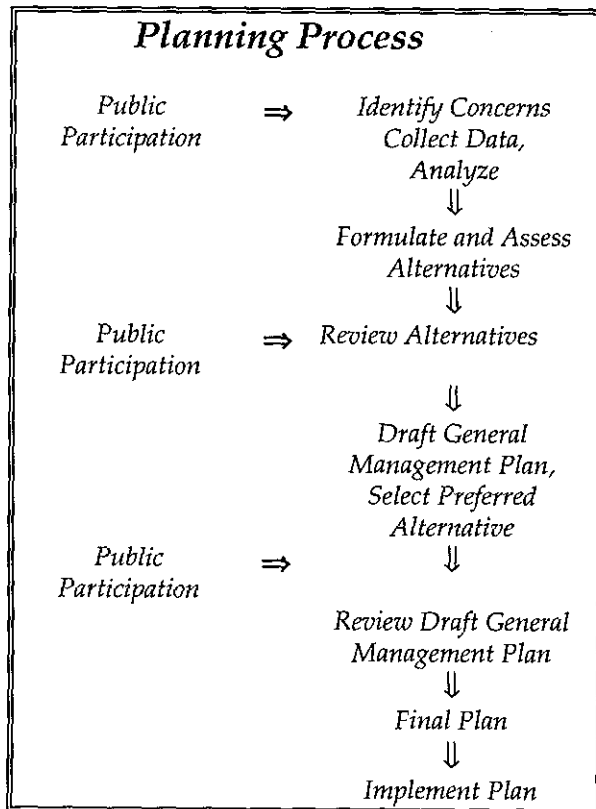 Planning Process
Public ⇒ Identify Concerns
Participation Collect Data,
Analyze
⇓
Formulate and Assess
Alternatives
⇓
Public ⇒ Review Alternatives
Participation
⇓
Draft General
Management Plan,
Select Preferred
Alternative
Public ⇒ ⇓
Participation
Review Draft General
Management Plan
⇓
Final Plan
⇓
Implement Plan